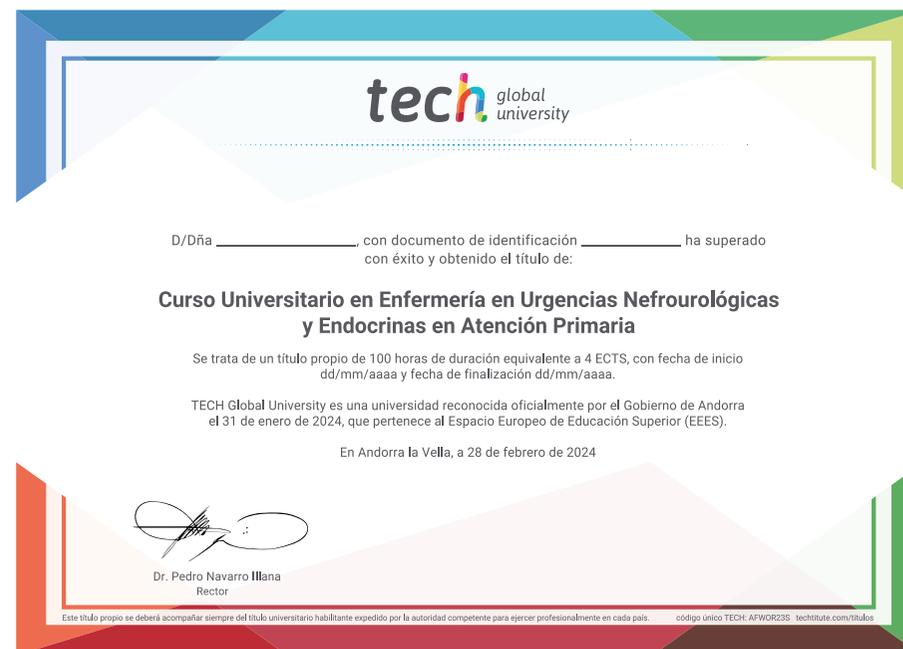 tech global
university
D/Dña ____________________, con documento de identificación ______________ ha superado
con éxito y obtenido el título de:
Curso Universitario en Enfermería en Urgencias Nefrourológicas
y Endocrinas en Atención Primaria
Se trata de un título propio de 100 horas de duración equivalente a 4 ECTS, con fecha de inicio
dd/mm/aaaa y fecha de finalización dd/mm/aaaa.
TECH Global University es una universidad reconocida oficialmente por el Gobierno de Andorra
el 31 de enero de 2024, que pertenece al Espacio Europeo de Educación Superior (EEES).
En Andorra la Vella, a 28 de febrero de 2024
Dr. Pedro Navarro Illana
Rector
Este título propio se deberá acompañar siempre del título universitario habilitante expedido por la autoridad competente para ejercer profesionalmente en cada país. código único TECH: AFWOR23S techtitute.com/titulos